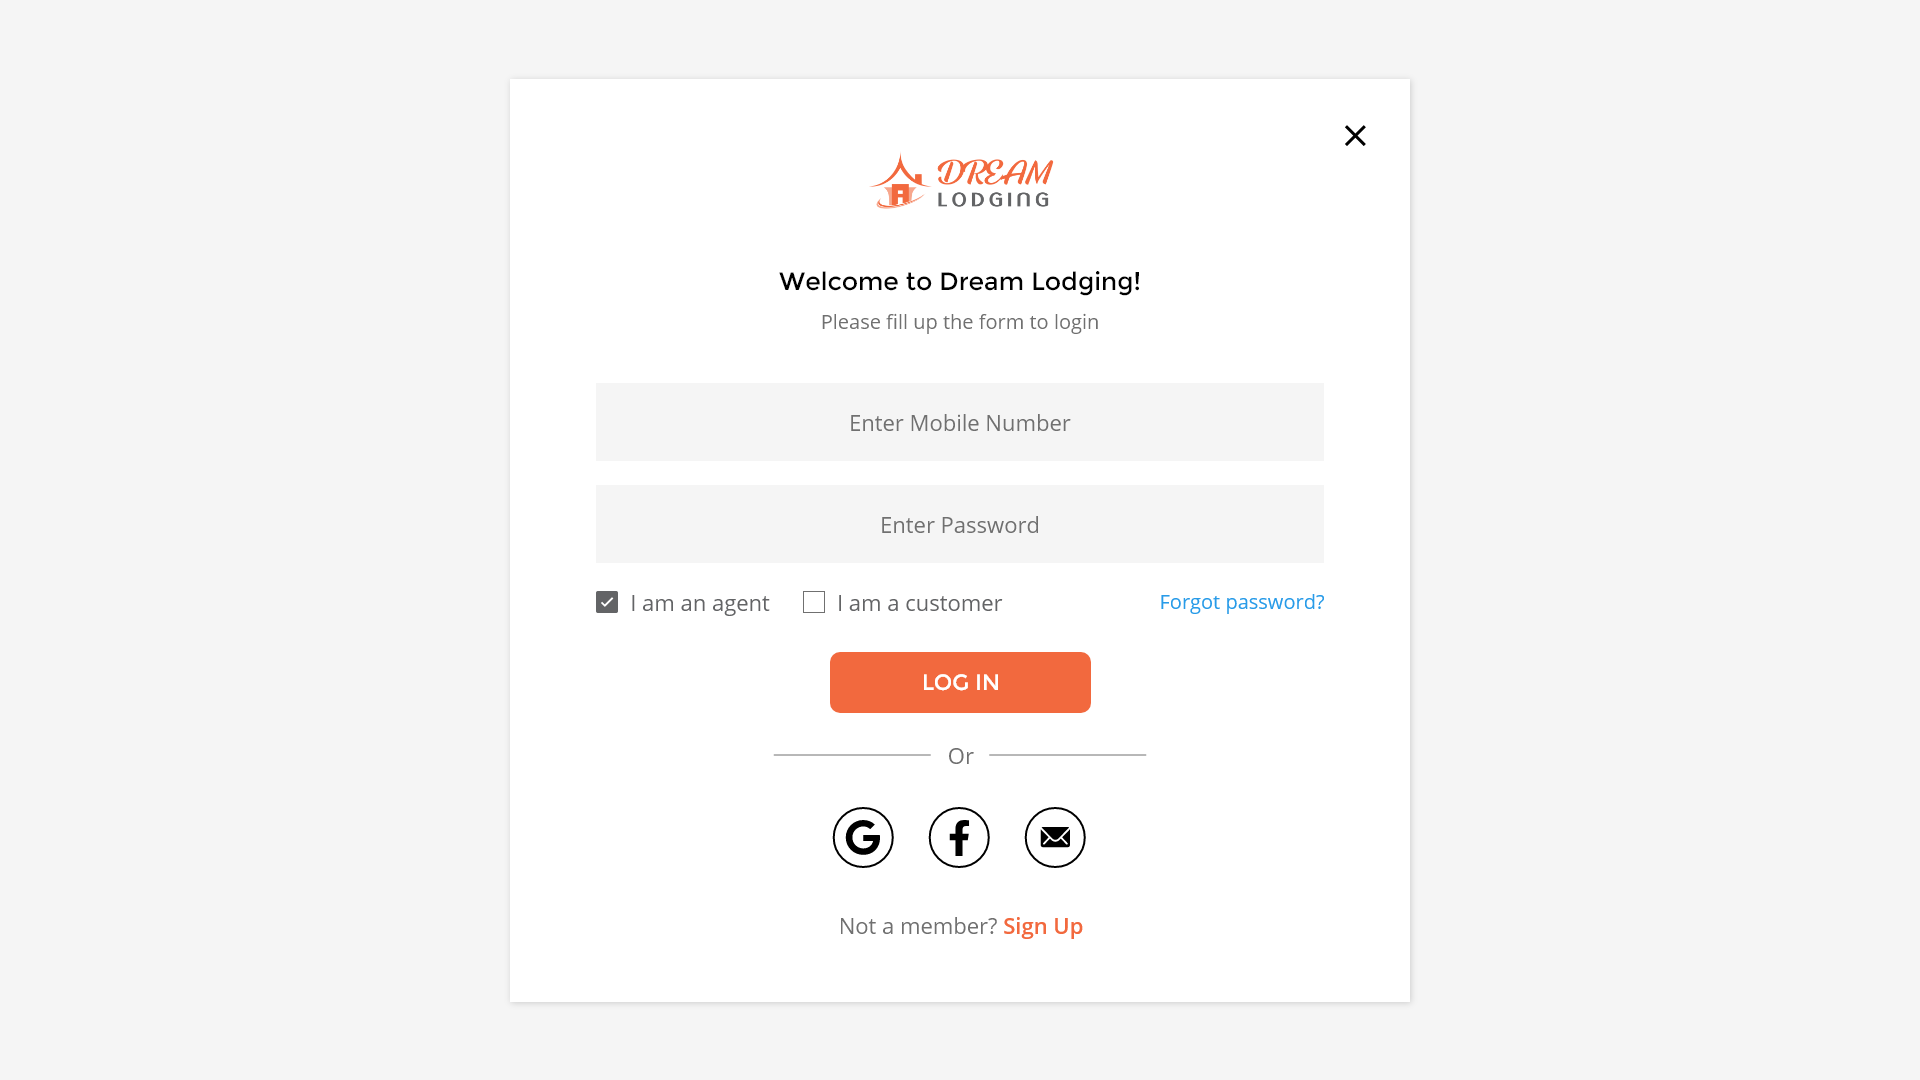 DREAM
LODGING
Welcome to Dream Lodging!
Please fill up the form to login
Enter Mobile Number
Enter Password
I am an agent I am a customer Forgot password?
LOG IN
Or
Not a member? Sign Up